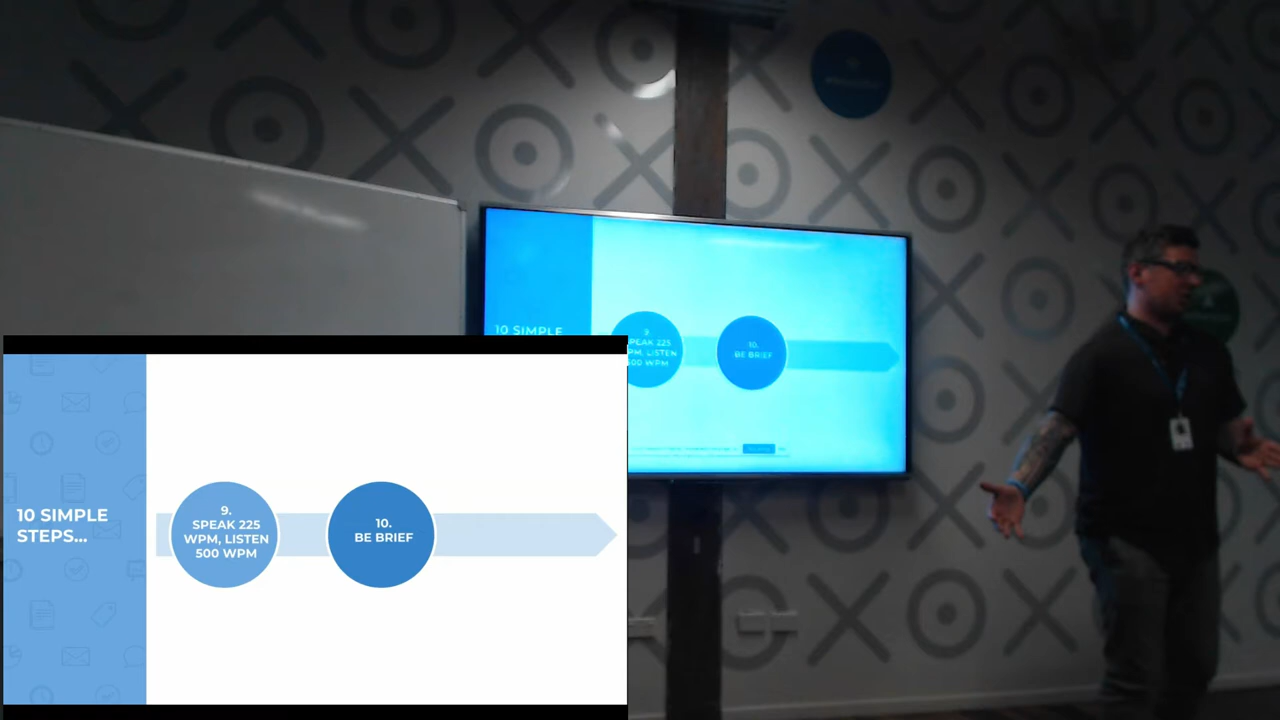 10 SIMPLE
9.
SPEAK 225
WPM, LISTEN
500 WPM
10.
BE BRIEF
10 SIMPLE
STEPS...
9.
SPEAK 225
WPM, LISTEN
500 WPM
10.
BE BRIEF